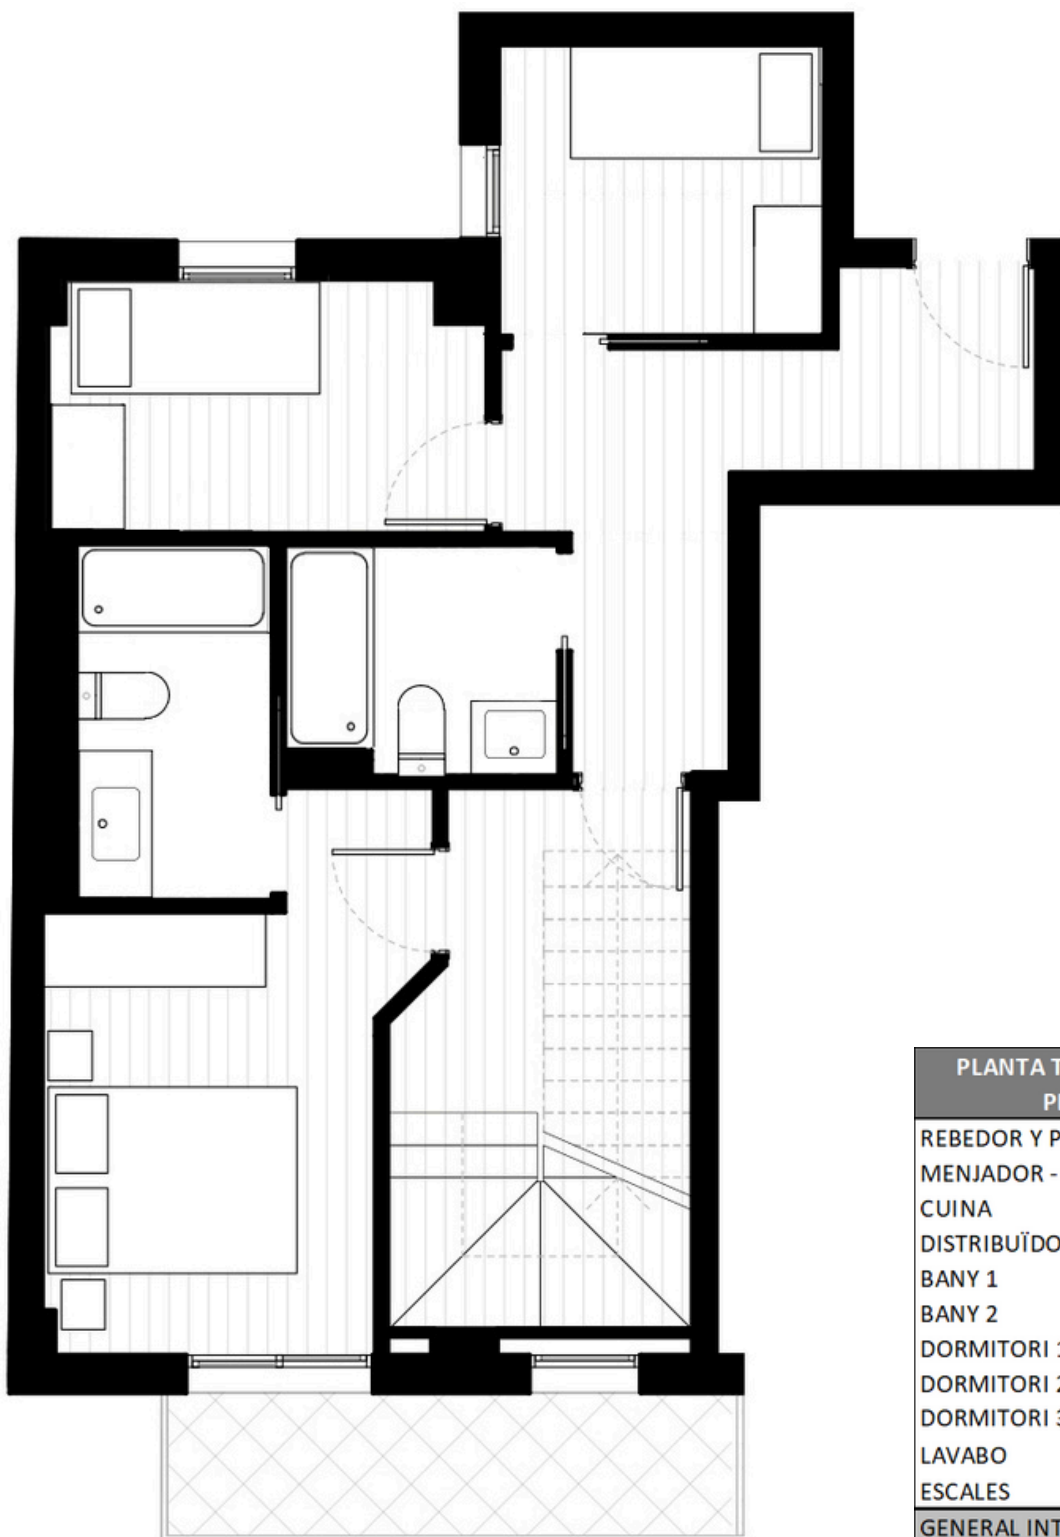 PLANTA T
P
REBEDOR Y P
MENJADOR -
CUINA
DISTRIBUÏDO
BANY 1
BANY 2
DORMITORI 1
DORMITORI 2
DORMITORI 3
LAVABO
ESCALES
GENERAL INT